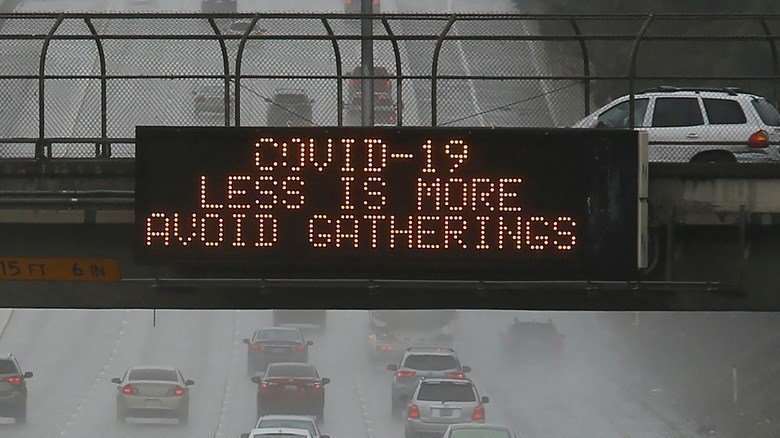 COVID-19
LESS IS MORE
AVOID GATHERINGS
15 FT 6 IN